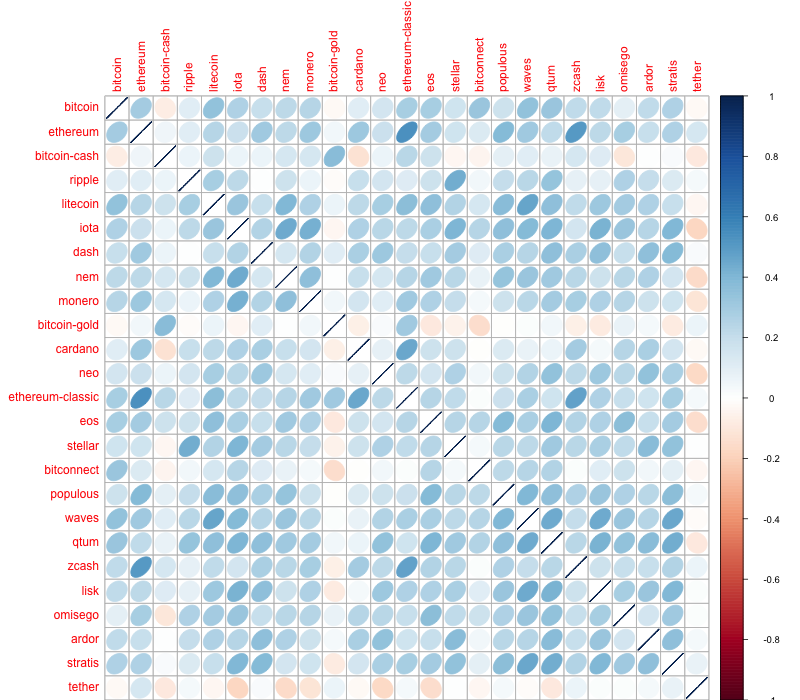 bitcoin
ethereum
bitcoin-cash
ripple
litecoin
iota
dash
nem
monero
bitcoin-gold
cardano
neo
ethereum-classic
eos
stellar
bitconnect
populous
waves
qtum
zcash
lisk
omisego
ardor
stratis
tether
bitcoin
ethereum
bitcoin-cash
ripple
litecoin
iota
dash
nem
monero
bitcoin-gold
cardano
neo
ethereum-classic
eos
stellar
bitconnect
populous
waves
qtum
zcash
lisk
omisego
ardor
stratis
tether
1
0.8
0.6
0.4
0.2
0
-0.2
-0.4
-0.6
-0.8
-1